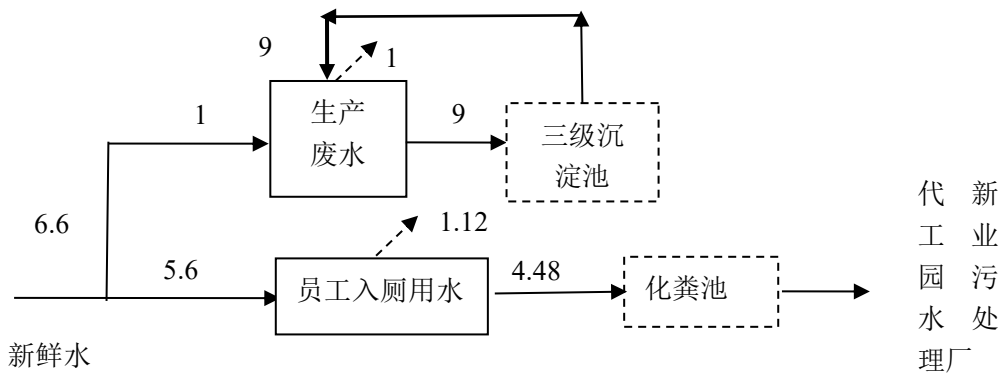 9
1
生产
废水
1
9
三级沉
淀池
6.6
1.12
5.6
员工入厕用水
4.48
化粪池
新鲜水
代 新
工 业
园 污
水 处
理厂